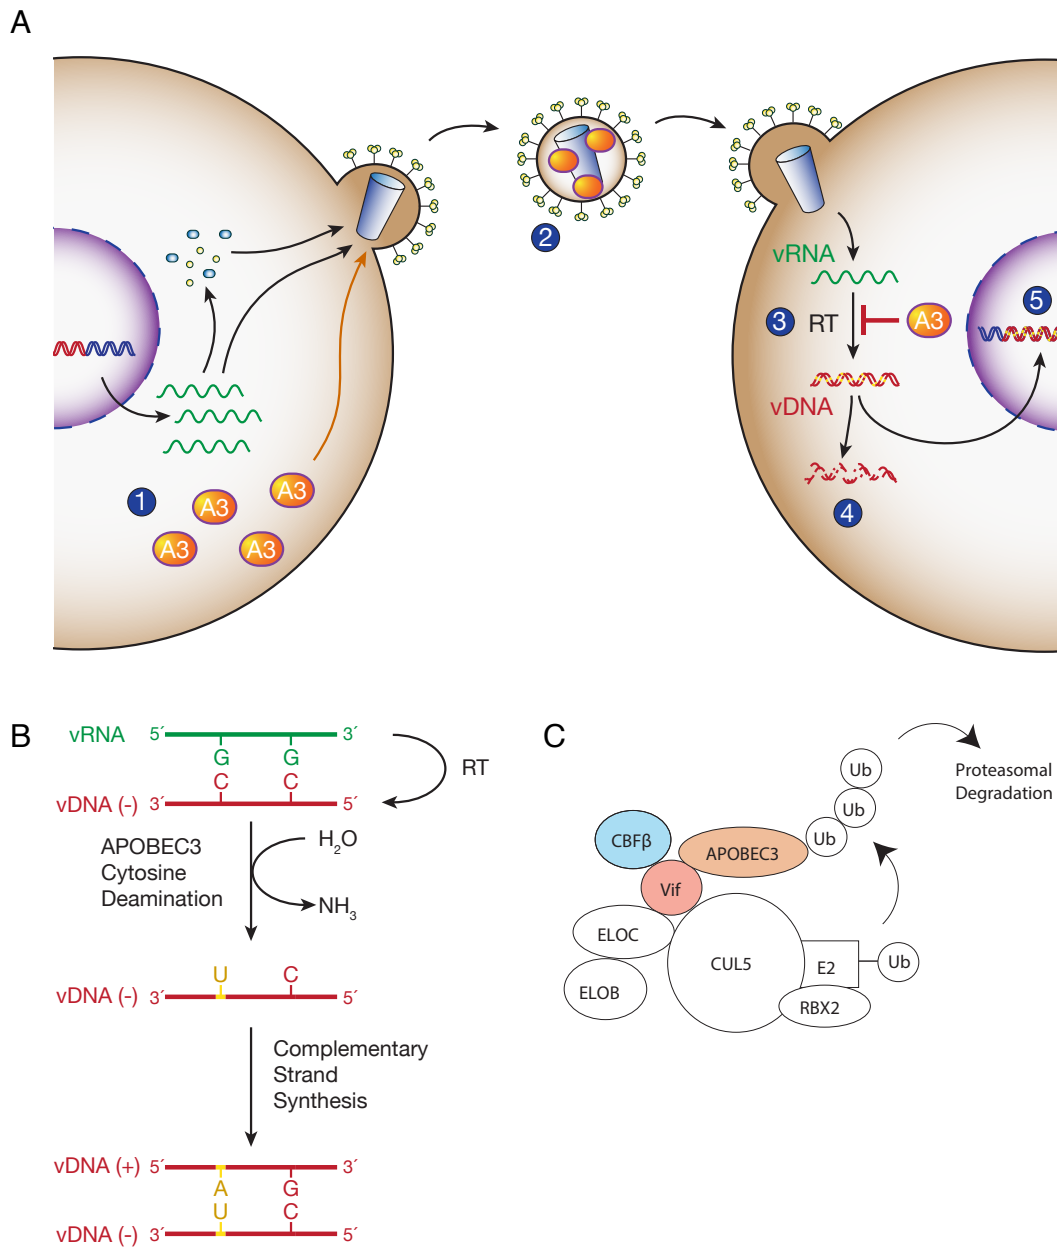 A
2
vRNA
3
RT
A3
5
vDNA
1
A3
A3
A3
A3
4
B
vRNA 5´ 3´
G G
C C
RT
vDNA (-) 3´ 5´
APOBEC3
Cytosine
Deamination
H₂O
NH₃
U C
vDNA (-) 3´ 5´
Complementary
Strand
Synthesis
vDNA (+) 5´ 3´
A G
U C
vDNA (-) 3´ 5´
C
Ub
Ub
Ub
Proteasomal
Degradation
CBFβ
APOBEC3
Vif
ELOC
CUL5
E2
Ub
ELOB
RBX2